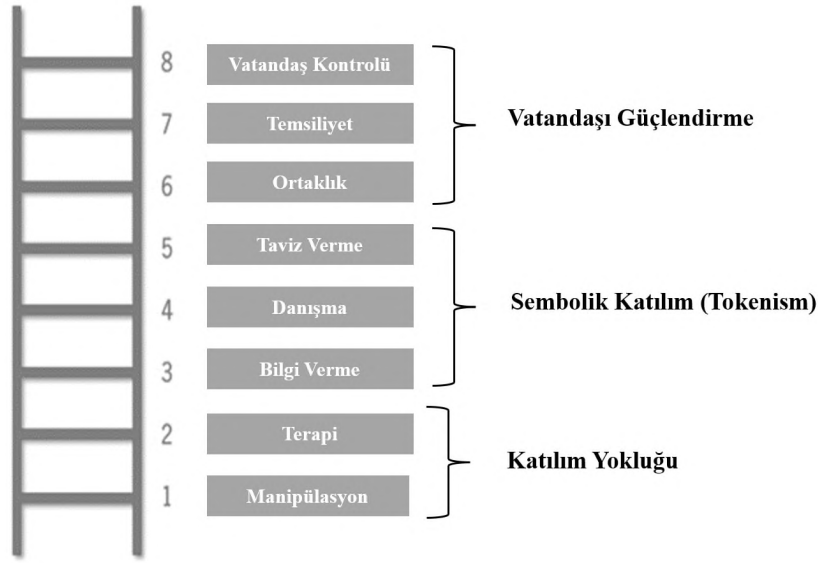 8 Vatandaş Kontrolü
7 Temsiliyet
Vatandaşı Güçlendirme
6 Ortaklık
5 Taviz Verme
4 Danışma
Sembolik Katılım (Tokenism)
3 Bilgi Verme
2 Terapi
Katılım Yokluğu
1 Manipülasyon